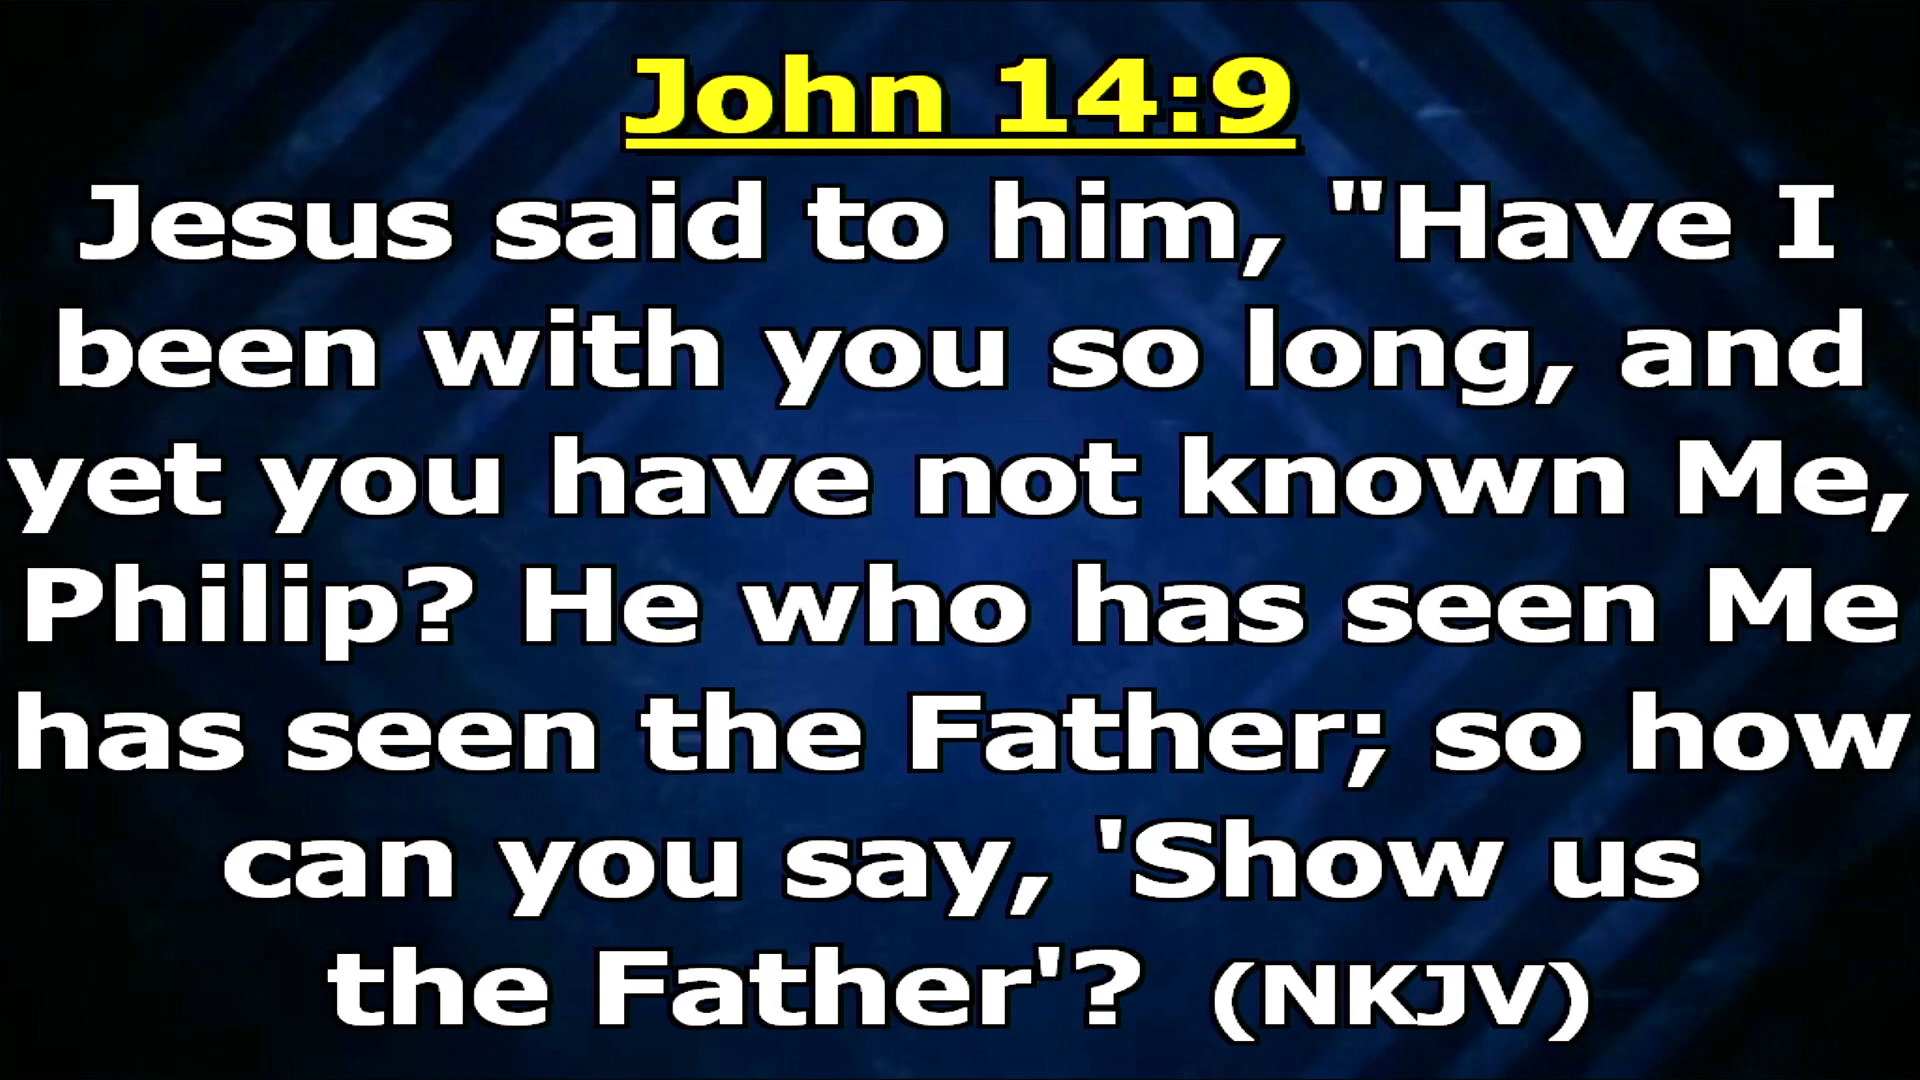 John 14:9
Jesus said to him, "Have I
been with you so long, and
yet you have not known Me,
Philip? He who has seen Me
has seen the Father; so how
can you say, 'Show us
the Father'? (NKJV)